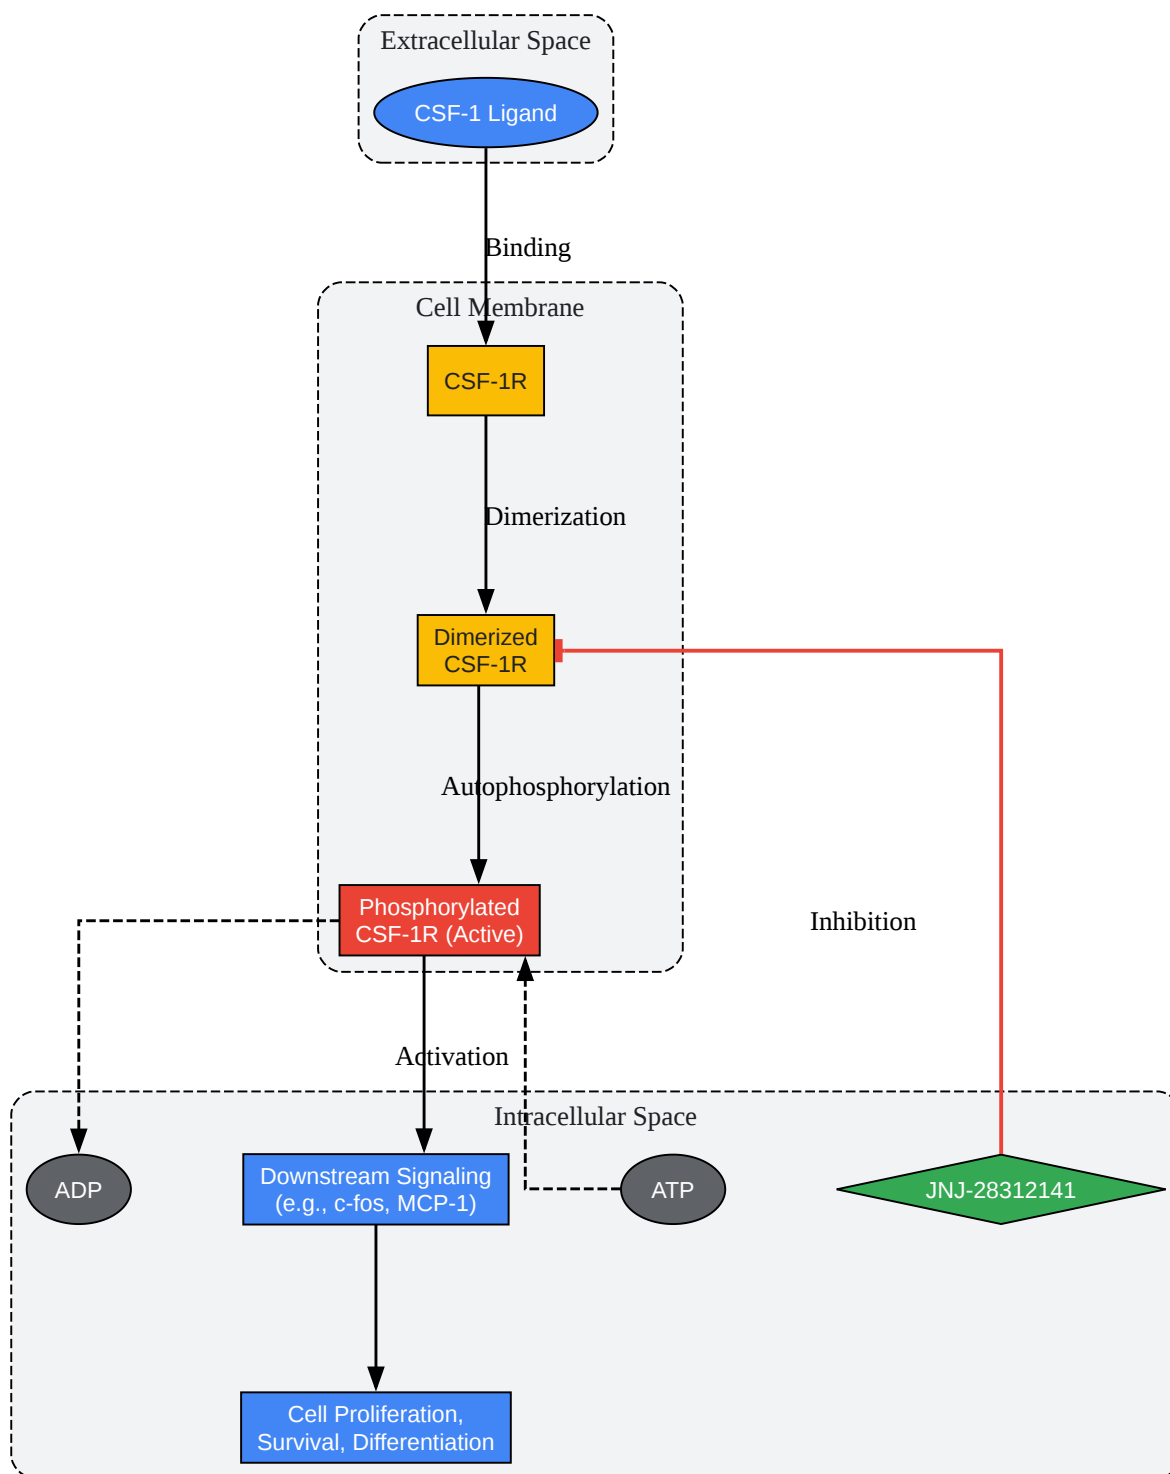 Extracellular Space
CSF-1 Ligand
Binding
Cell Membrane
CSF-1R
Dimerization
Dimerized
CSF-1R
Autophosphorylation
Phosphorylated
CSF-1R (Active)
Inhibition
Activation
Intracellular Space
ADP
Downstream Signaling
(e.g., c-fos, MCP-1)
ATP
JNJ-28312141
Cell Proliferation,
Survival, Differentiation